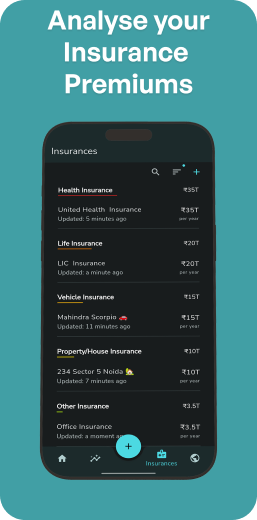 Analyse your
Insurance
Premiums
Insurances
Health Insurance ₹35T
United Health Insurance ₹35T
Updated: 5 minutes ago per year
Life Insurance ₹20T
LIC Insurance ₹20T
Updated: a minute ago per year
Vehicle Insurance ₹15T
Mahindra Scorpio 🚗 ₹15T
Updated: 11 minutes ago per year
Property/House Insurance ₹10T
234 Sector 5 Noida 🏡 ₹10T
Updated: 7 minutes ago per year
Other Insurance ₹3.5T
Office Insurance ₹3.5T
Updated: a moment per year
Insurances